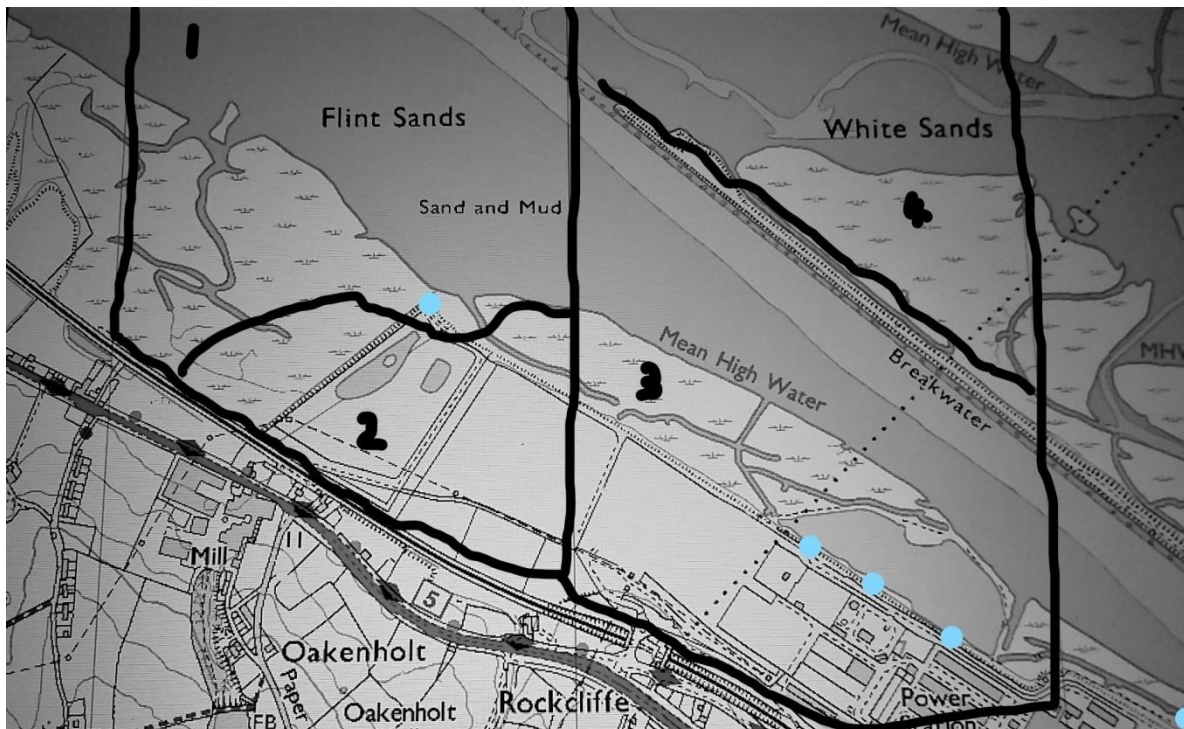 1
Mean High Water
Flint Sands
White Sands
Sand and Mud
4
Mean High Water
MHW
3
Breakwater
2
Mill
11
5
Oakenholt
Paper
Rockcliffe
Power
Station
Oakenholt
FB